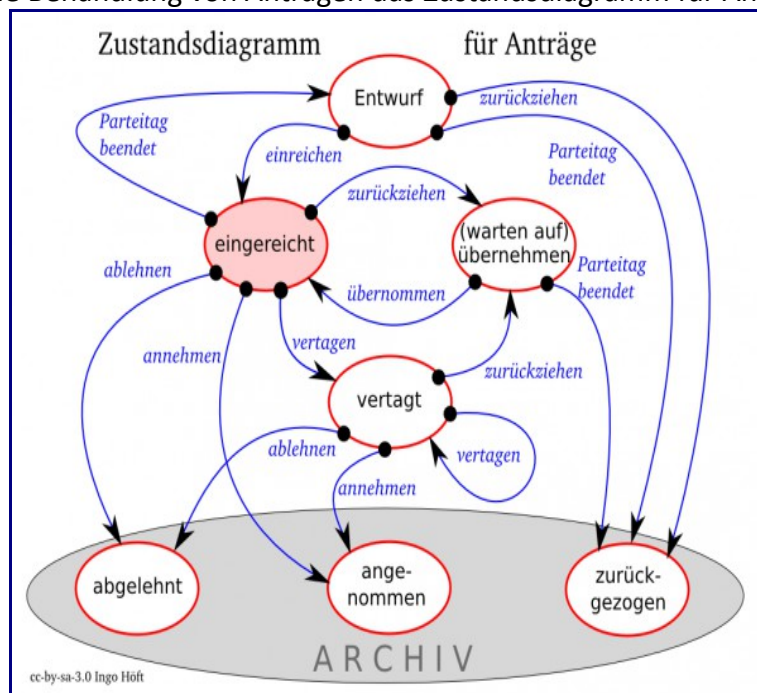 Zustandsdiagramm für Anträge
Entwurf
zurückziehen
Parteitag
beendet
einreichen
Parteitag
beendet
zurückziehen
eingereicht
(warten auf)
übernehmen
ablehnen
Parteitag
beendet
übernommen
annehmen
vertagen
zurückziehen
vertagt
ablehnen
vertagen
annehmen
abgelehnt
ange-
nommen
zurück-
gezogen
ARCHIV
cc-by-sa-3.0 Ingo Höft